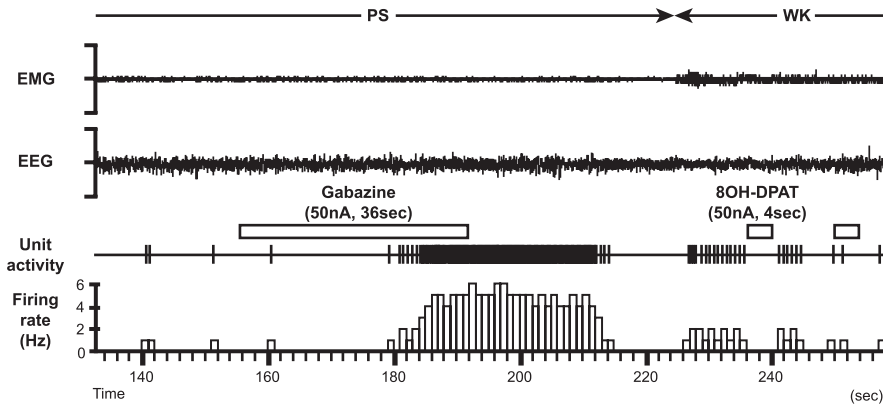 PS WK
EMG
EEG
Gabazine
(50nA, 36sec)
8OH-DPAT
(50nA, 4sec)
Unit
activity
Firing
rate
(Hz)
6
4
2
0
140 160 180 200 220 240
Time (sec)